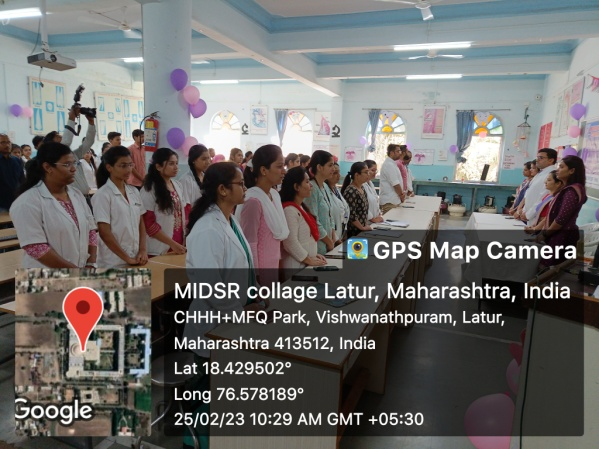 GPS Map Camera
MIDSR collage Latur, Maharashtra, India
CHHH+MFQ Park, Vishwanathpuram, Latur,
Maharashtra 413512, India
Lat 18.429502°
Long 76.578189°
25/02/23 10:29 AM GMT +05:30
Google